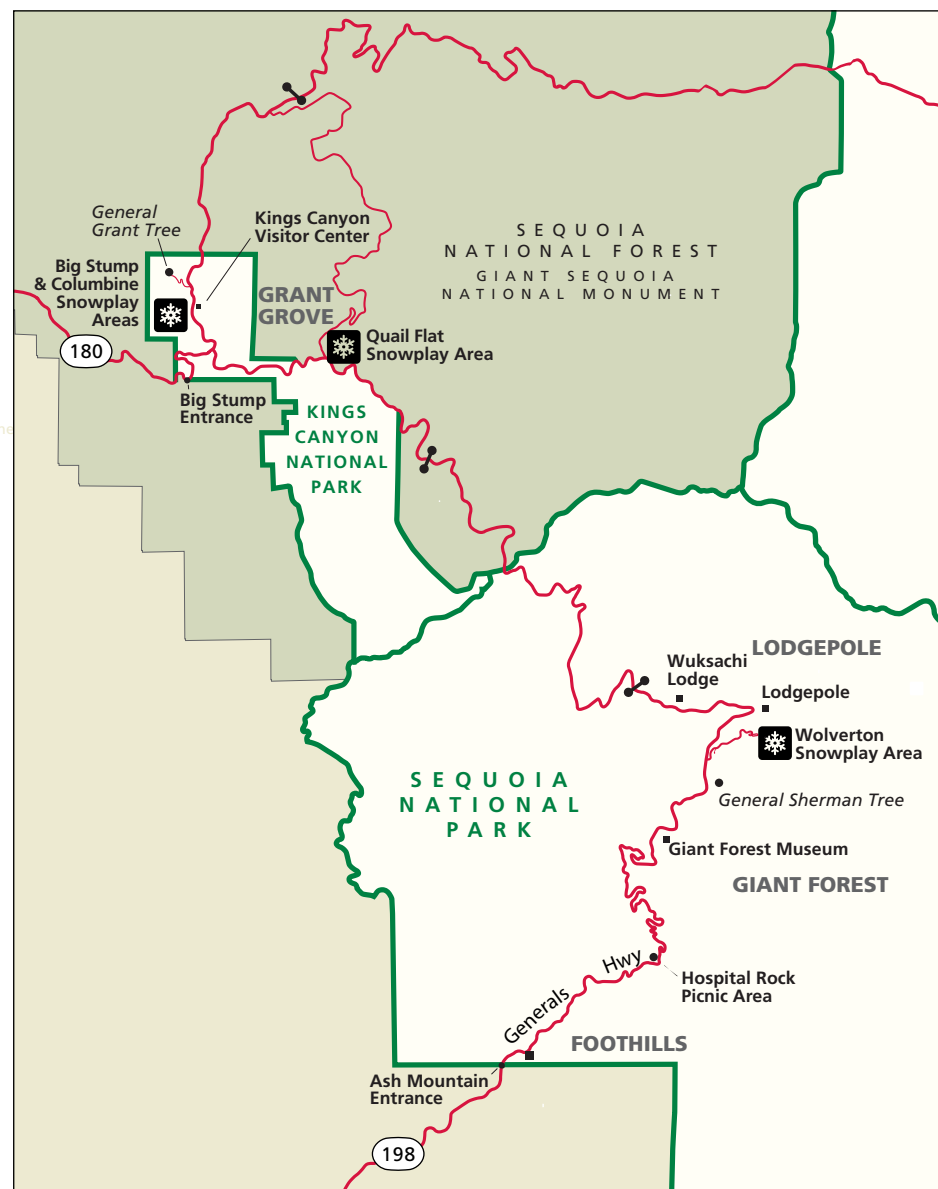 General
Grant Tree
Kings Canyon
Visitor Center
SEQUOIA
NATIONAL FOREST
GIANT SEQUOIA
NATIONAL MONUMENT
Big Stump
& Columbine
Snowplay
Areas
GRANT
GROVE
180
Quail Flat
Snowplay Area
Big Stump
Entrance
KINGS
CANYON
NATIONAL
PARK
LODGEPOLE
Wuksachi
Lodge
Lodgepole
Wolverton
Snowplay Area
SEQUOIA
NATIONAL
PARK
General Sherman Tree
Giant Forest Museum
GIANT FOREST
Generals Hwy
Hospital Rock
Picnic Area
FOOTHILLS
Ash Mountain
Entrance
198